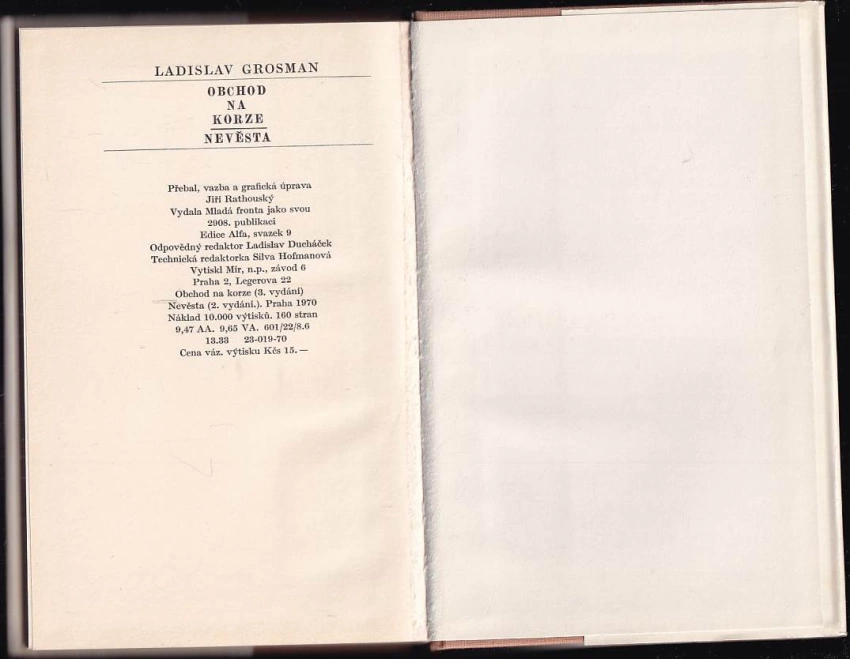 LADISLAV GROSMAN
OBCHOD
NA
KORZE
NEVĚSTA
Přebal, vazba a grafická úprava
Jiří Rathouský
Vydala Mladá fronta jako svou
2908. publikaci
Edice Alfa, svazek 9
Odpovědný redaktor Ladislav Ducháček
Technická redaktorka Silva Hofmanová
Vytiskl Mír, n.p., závod 6
Praha 2, Legerova 22
Obchod na korze (3. vydání)
Nevěsta (2. vydání.). Praha 1970
Náklad 10.000 výtisků. 160 stran
9,47 AA. 9,65 VA. 601/22/8.6
13.33 23-019-70
Cena váz. výtisku Kčs 15.—